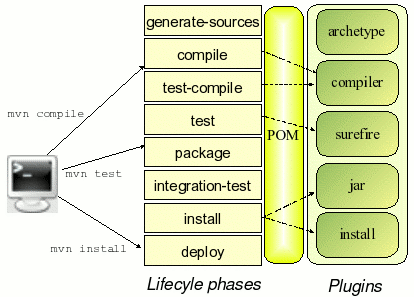 generate-sources
compile
test-compile
test
package
integration-test
install
deploy
mvn compile
mvn test
mvn install
>_
POM
archetype
compiler
surefire
jar
install
Lifecyle phases
Plugins